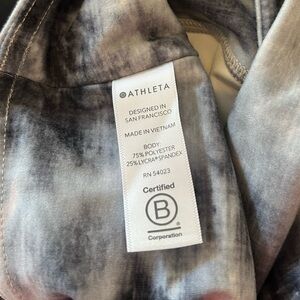 ATHLETA
DESIGNED IN
SAN FRANCISCO
MADE IN VIETNAM
BODY:
75% POLYESTER
25% LYCRA® SPANDEX
RN 54023
Certified
B
®
Corporation